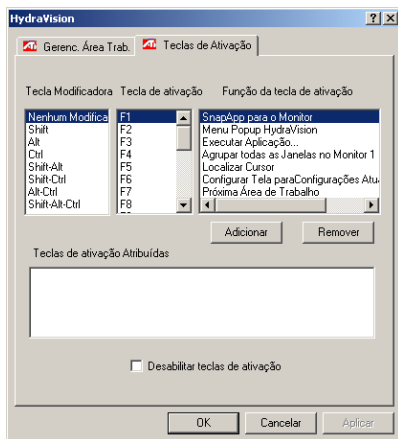 HydraVision
Gerenc. Área Trab. Teclas de Ativação
Tecla Modificadora Tecla de ativação Função da tecla de ativação
Nenhum Modifica F1 SnapApp para o Monitor
Shift F2 Menu Popup HydraVision
Alt F3 Executar Aplicação...
Ctrl F4 Agrupar todas as Janelas no Monitor 1
Shift-Alt F5 Localizar Cursor
Shift-Ctrl F6 Configurar Tela paraConfigurações Atu
Alt-Ctrl F7 Próxima Área de Trabalho
Shift-Alt-Ctrl F8
Adicionar Remover
Teclas de ativação Atribuídas
Desabilitar teclas de ativação
OK Cancelar Aplicar